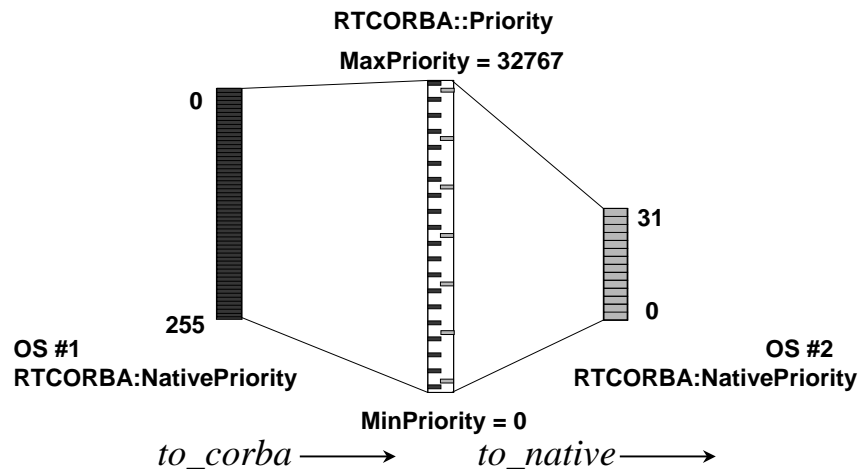 RTCORBA::Priority
MaxPriority = 32767
0
31
255
0
OS #1
RTCORBA:NativePriority
OS #2
RTCORBA:NativePriority
MinPriority = 0
to_corba
to_native